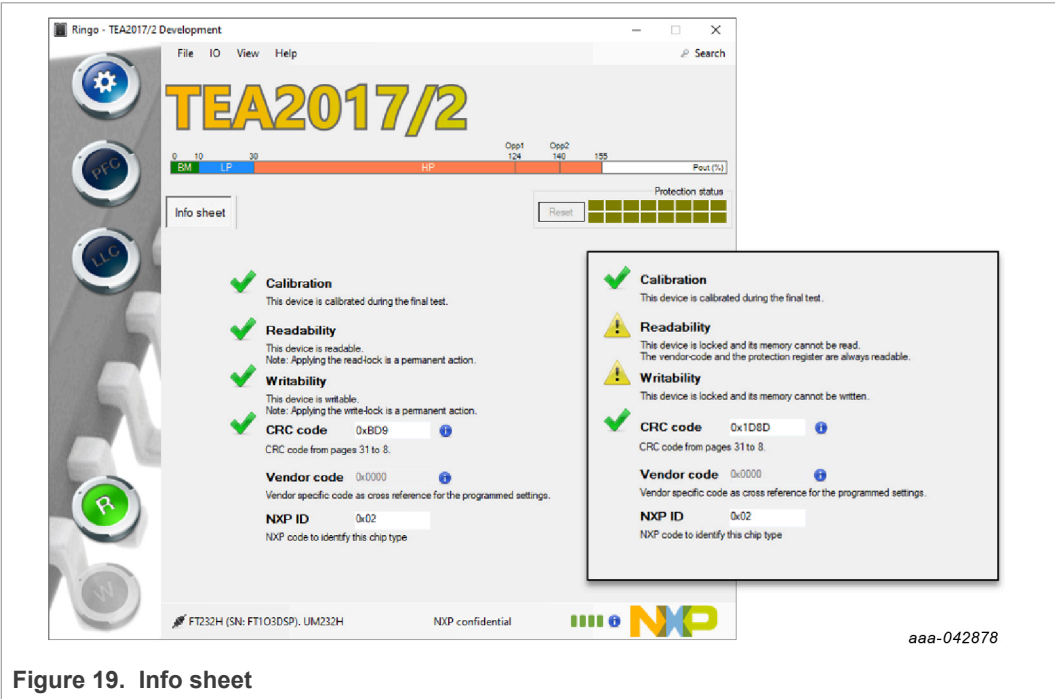 Ringo - TEA2017/2 Development
File IO View Help
Search
TEA2017/2
Opp1 Opp2
0 10 30 124 140 155
BM LP HP Pout (%)
Protection status
Info sheet
Reset
PFC
LLC
R
W
Calibration
This device is calibrated during the final test.
Readability
This device is readable.
Note: Applying the read-lock is a permanent action.
Writability
This device is writable.
Note: Applying the write-lock is a permanent action.
CRC code 0xBD9
CRC code from pages 31 to 8.
Vendor code 0x0000
Vendor specific code as cross reference for the programmed settings.
NXP ID 0x02
NXP code to identify this chip type
Calibration
This device is calibrated during the final test.
Readability
This device is locked and its memory cannot be read.
The vendor-code and the protection register are always readable.
Writability
This device is locked and its memory cannot be written.
CRC code 0x1D8D
CRC code from pages 31 to 8.
Vendor code 0x0000
Vendor specific code as cross reference for the programmed settings.
NXP ID 0x02
NXP code to identify this chip type
FT232H (SN: FT1O3DSP). UM232H NXP confidential
NXP
aaa-042878
Figure 19. Info sheet